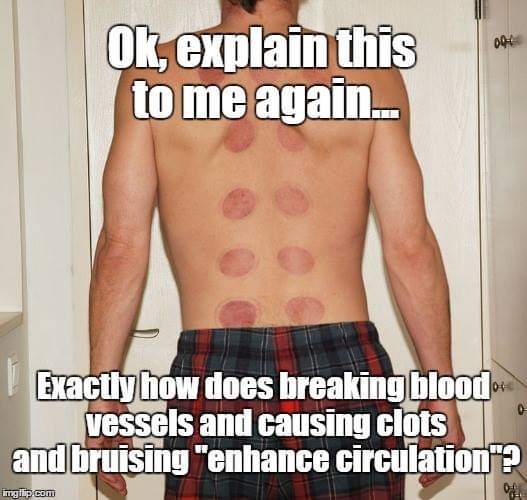 Ok, explain this
to me again...
Exactly how does breaking blood
vessels and causing clots
and bruising "enhance circulation"?
imgflip.com